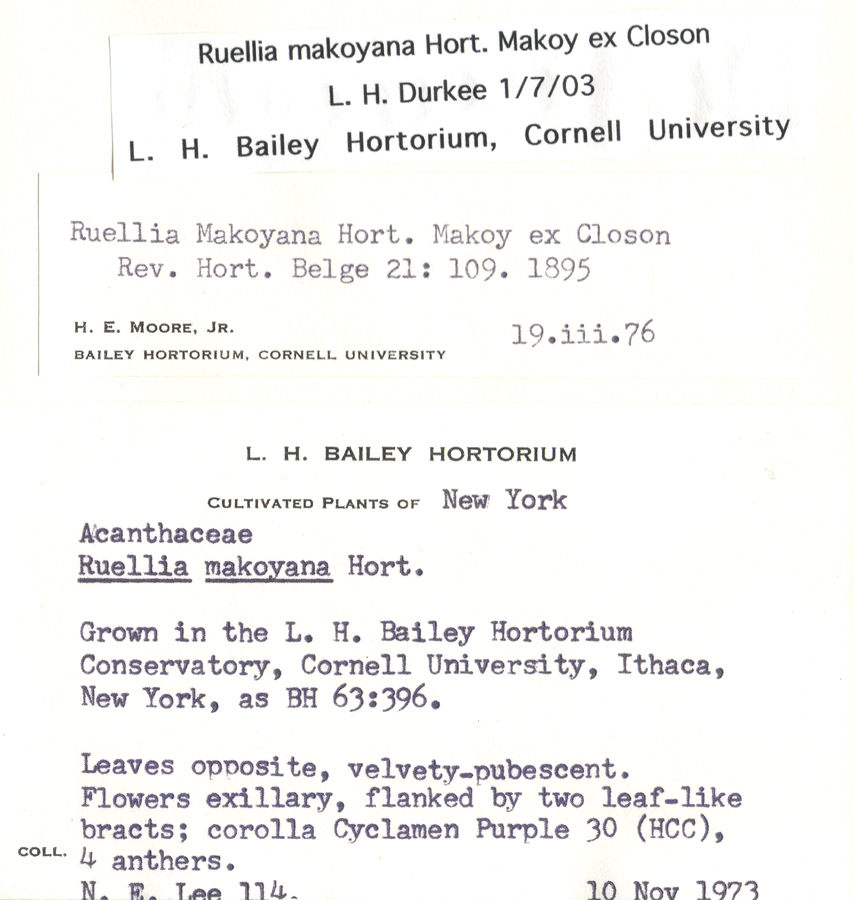 Ruellia makoyana Hort. Makoy ex Closon
L. H. Durkee 1/7/03
L. H. Bailey Hortorium, Cornell University
Ruellia Makoyana Hort. Makoy ex Closon
Rev. Hort. Belge 21: 109. 1895
H. E. MOORE, JR.
19.iii.76
BAILEY HORTORIUM, CORNELL UNIVERSITY
L. H. BAILEY HORTORIUM
CULTIVATED PLANTS OF New York
Acanthaceae
Ruellia makoyana Hort.
Grown in the L. H. Bailey Hortorium
Conservatory, Cornell University, Ithaca,
New York, as BH 63:396.
Leaves opposite, velvety-pubescent.
Flowers exillary, flanked by two leaf-like
bracts; corolla Cyclamen Purple 30 (HCC),
COLL. 4 anthers.
N. E. Lee 114. 10 Nov 1973